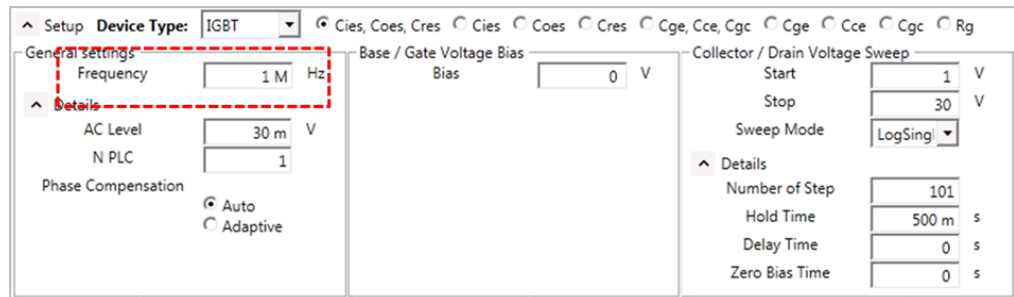 Setup Device Type: IGBT Cies, Coes, Cres Cies Coes Cres Cge, Cce, Cgc Cge Cce Cgc Rg
General settings
Frequency 1 M Hz
Details
AC Level 30 m V
N PLC 1
Phase Compensation
Auto
Adaptive
Base / Gate Voltage Bias
Bias 0 V
Collector / Drain Voltage Sweep
Start 1 V
Stop 30 V
Sweep Mode LogSingl
Details
Number of Step 101
Hold Time 500 m s
Delay Time 0 s
Zero Bias Time 0 s